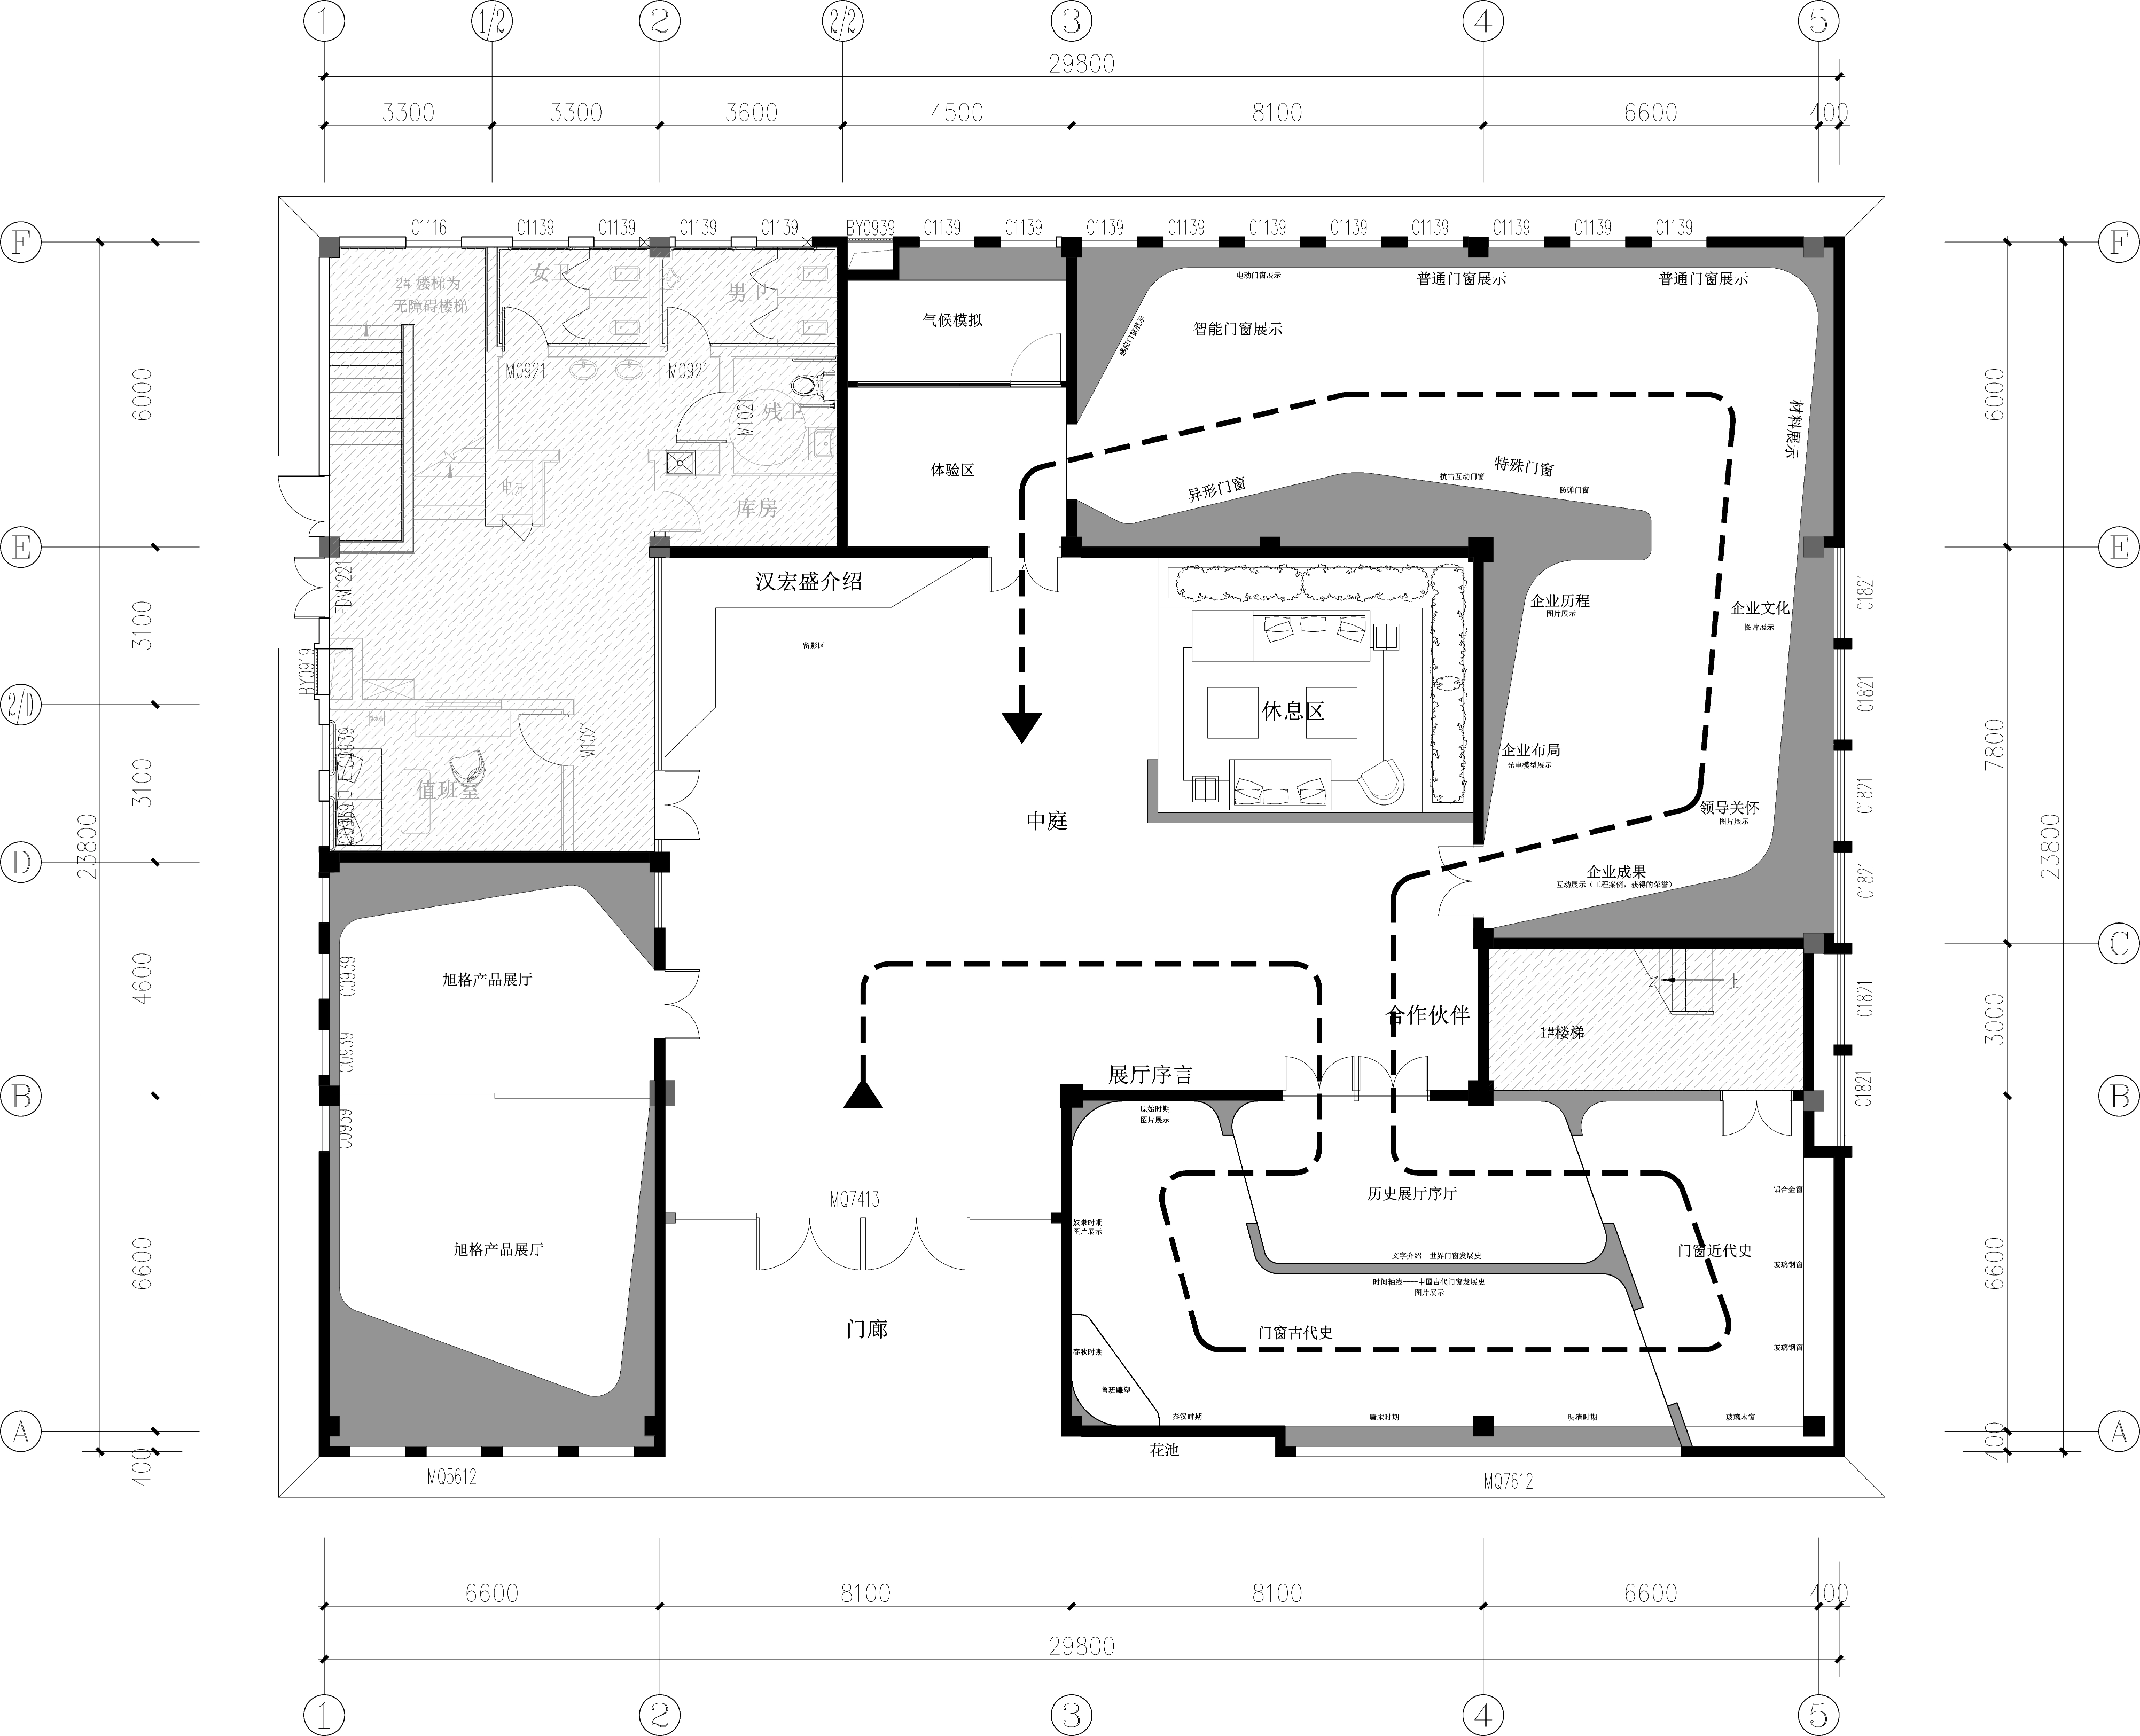 1 1/2 2 2/2 3 4 5
29800
3300 3300 3600 4500 8100 6600 400
C1116 C1139 C1139 C1139 C1139 BY0939 C1139 C1139 C1139 C1139 C1139 C1139 C1139 C1139 C1139 C1139
F F
女卫
男卫
2# 楼梯为
无障碍楼梯
电动门窗展示
普通门窗展示
普通门窗展示
气候模拟
智能门窗展示
感应门窗展示
6000
6000
M0921
M0921
M1021
残卫
材料展示
体验区
特殊门窗
抗击互动门窗
防弹门窗
异形门窗
电井
库房
E E
FDM1221
汉宏盛介绍
C1821
企业历程
图片展示
企业文化
图片展示
3100
留影区
BY0919
C1821
2/D
休息区
M1021
C0939
企业布局
光电模型展示
7800
3100
值班室
C1821
C0939
领导关怀
图片展示
中庭
23800
23800
D
企业成果
互动展示（工程案例，获得的荣誉）
C1821
C
4600
旭格产品展厅
C0939
上
C1821
合作伙伴
3000
1#楼梯
C0939
展厅序言
C1821
B B
C0939
原始时期
图片展示
历史展厅序厅
铝合金窗
MQ7413
奴隶时期
图片展示
6600
旭格产品展厅
文字介绍 世界门窗发展史
门窗近代史
玻璃钢窗
6600
时间轴线——中国古代门窗发展史
图片展示
门廊
门窗古代史
春秋时期
玻璃钢窗
鲁班雕塑
秦汉时期
唐宋时期
明清时期
玻璃木窗
A A
花池
400
400
MQ5612
MQ7612
6600 8100 8100 6600 400
29800
1 2 3 4 5